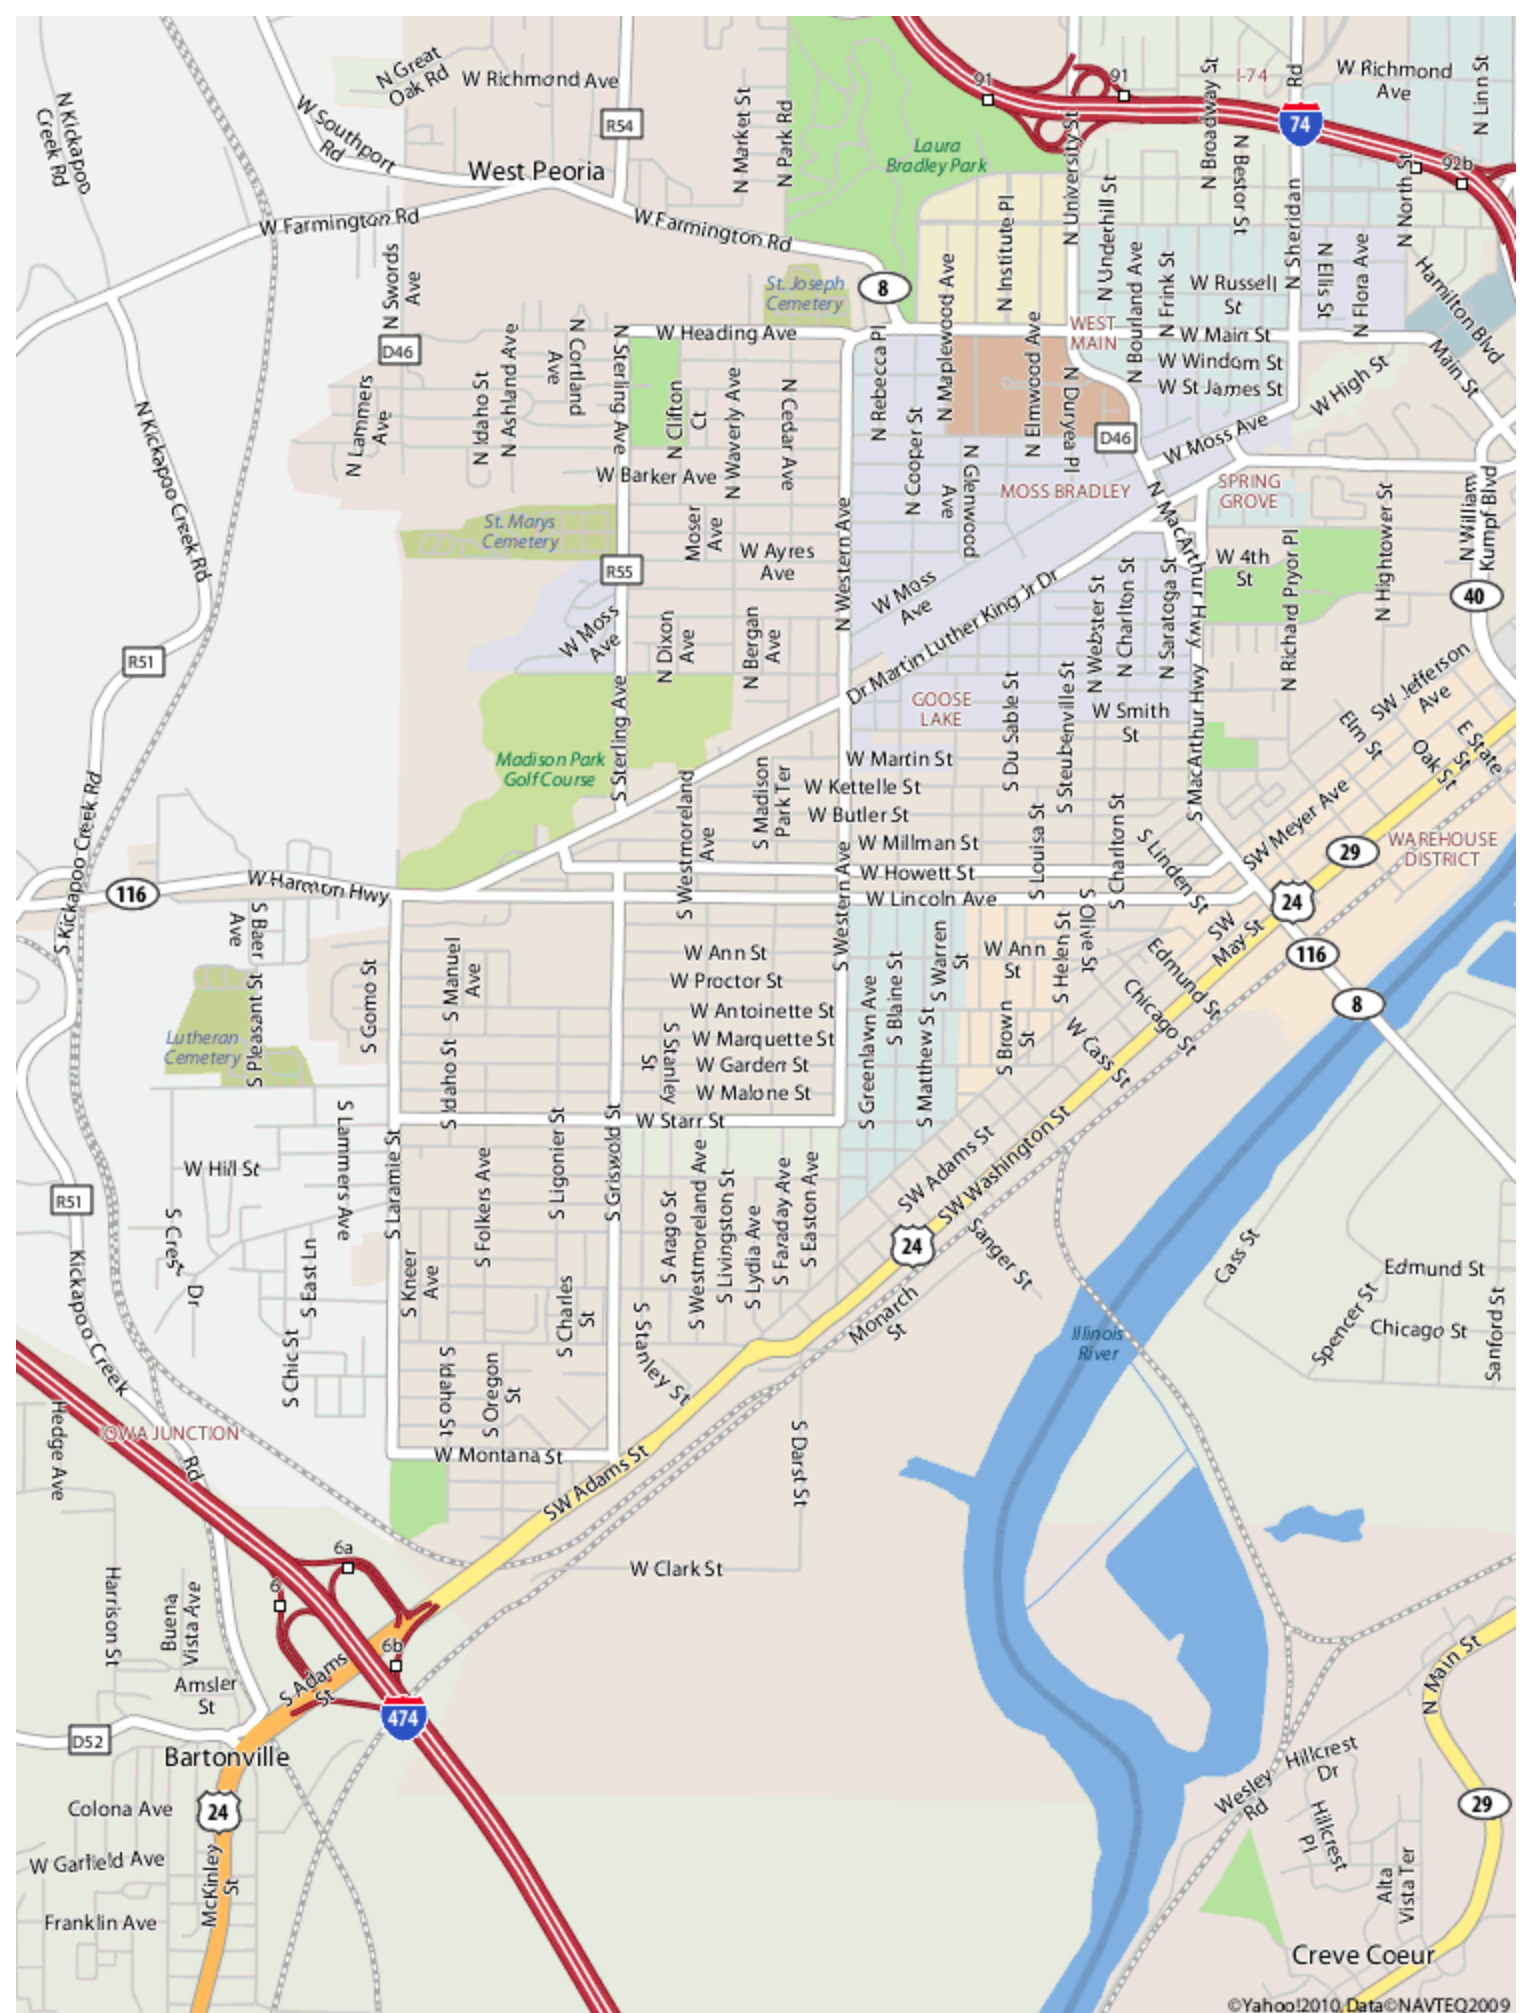 N Great
Oak Rd
W Richmond Ave
N Kickapoo
Creek Rd
W Southport
Rd
R54
West Peoria
N Market St
N Park Rd
Laura
Bradley Park
91
91
N University St
N Broadway St
I-74
Rd
74
W Richmond
Ave
N Linn St
92b
N North St
N Bestor St
N Sheridan
N Underhill St
N Institute Pl
W Farmington Rd
W Farmington Rd
N Swords
Ave
St. Joseph
Cemetery
8
N Maplewood Ave
N Bourland Ave
N Frink St
W Russell
St
N Ellis St
N Flora Ave
Hamilton Blvd
D46
W Heading Ave
WEST
MAIN
W Main St
W Windom St
W St James St
Main St
W High St
N Lammers
Ave
N Idaho St
N Ashland Ave
N Cortland
Ave
N Sterling Ave
N Clifton
Ct
N Waverly Ave
N Cedar Ave
N Rebecca Pl
N Cooper St
N Elmwood Ave
N Duryea Pl
D46
W Moss Ave
N Kickapoo Creek Rd
W Barker Ave
N Glenwood
Ave
MOSS BRADLEY
SPRING
GROVE
N William
Kumpf Blvd
St. Marys
Cemetery
Moser
Ave
W Ayres
Ave
N Western Ave
N MacArthur Hwy
W 4th
St
N Richard Pryor Pl
N Hightower St
R55
W Moss
Ave
40
W Moss
Ave
N Dixon
Ave
N Bergan
Ave
Dr Martin Luther King Jr Dr
N Webster St
N Charlton St
N Saratoga St
R51
S Sterling Ave
GOOSE
LAKE
S Du Sable St
S Steubenville St
W Smith
St
S MacArthur Hwy
SW Jefferson
Ave
Elm St
Oak St
E State
St
Madison Park
Golf Course
S Westmoreland
Ave
S Madison
Park Ter
W Martin St
W Kettelle St
W Butler St
W Millman St
W Howett St
W Lincoln Ave
S Louisa St
S Charlton St
S Linden St
SW Meyer Ave
29
WAREHOUSE
DISTRICT
S Kickapoo Creek Rd
116
W Harmon Hwy
S Western Ave
24
S Baer
Ave
S Manuel
Ave
W Ann St
W Proctor St
W Antoinette St
W Marquette St
W Garden St
W Malone St
W Starr St
S Greenlawn Ave
S Blaine St
S Warren
St
S Matthew St
W Ann
St
S Brown
St
S Helen St
S Olive St
SW
May St
Edmund St
Chicago St
W Cass St
116
8
Lutheran
Cemetery
S Pleasant St
S Gomo St
S Idaho St
S Stanley
St
W Hill St
S Lammers Ave
S Laramie St
S Folkers Ave
S Ligonier St
S Griswold St
S Arago St
S Westmoreland Ave
S Livingston St
S Lydia Ave
S Faraday Ave
S Easton Ave
SW Adams St
SW Washington St
24
Sanger St
Monarch
St
R51
S Crest
Dr
S East Ln
S Kneer
Ave
S Charles
St
S Stanley St
Cass St
Edmund St
Spencer St
Chicago St
Sanford St
Illinois
River
Kickapoo Creek
Rd
S Chic St
S Idaho St
S Oregon
St
Hedge Ave
IOWA JUNCTION
W Montana St
SW Adams St
S Darst St
W Clark St
6a
6
6b
Harrison St
Buena
Vista Ave
Amsler
St
S Adams
St
474
D52
Bartonville
Colona Ave
24
W Garfield Ave
McKinley
St
Franklin Ave
N Main St
Hillcrest
Dr
Wesley
Rd
Hillcrest
Pl
29
Alta
Vista Ter
Creve Coeur
©Yahoo!2010 Data©NAVTEQ2009